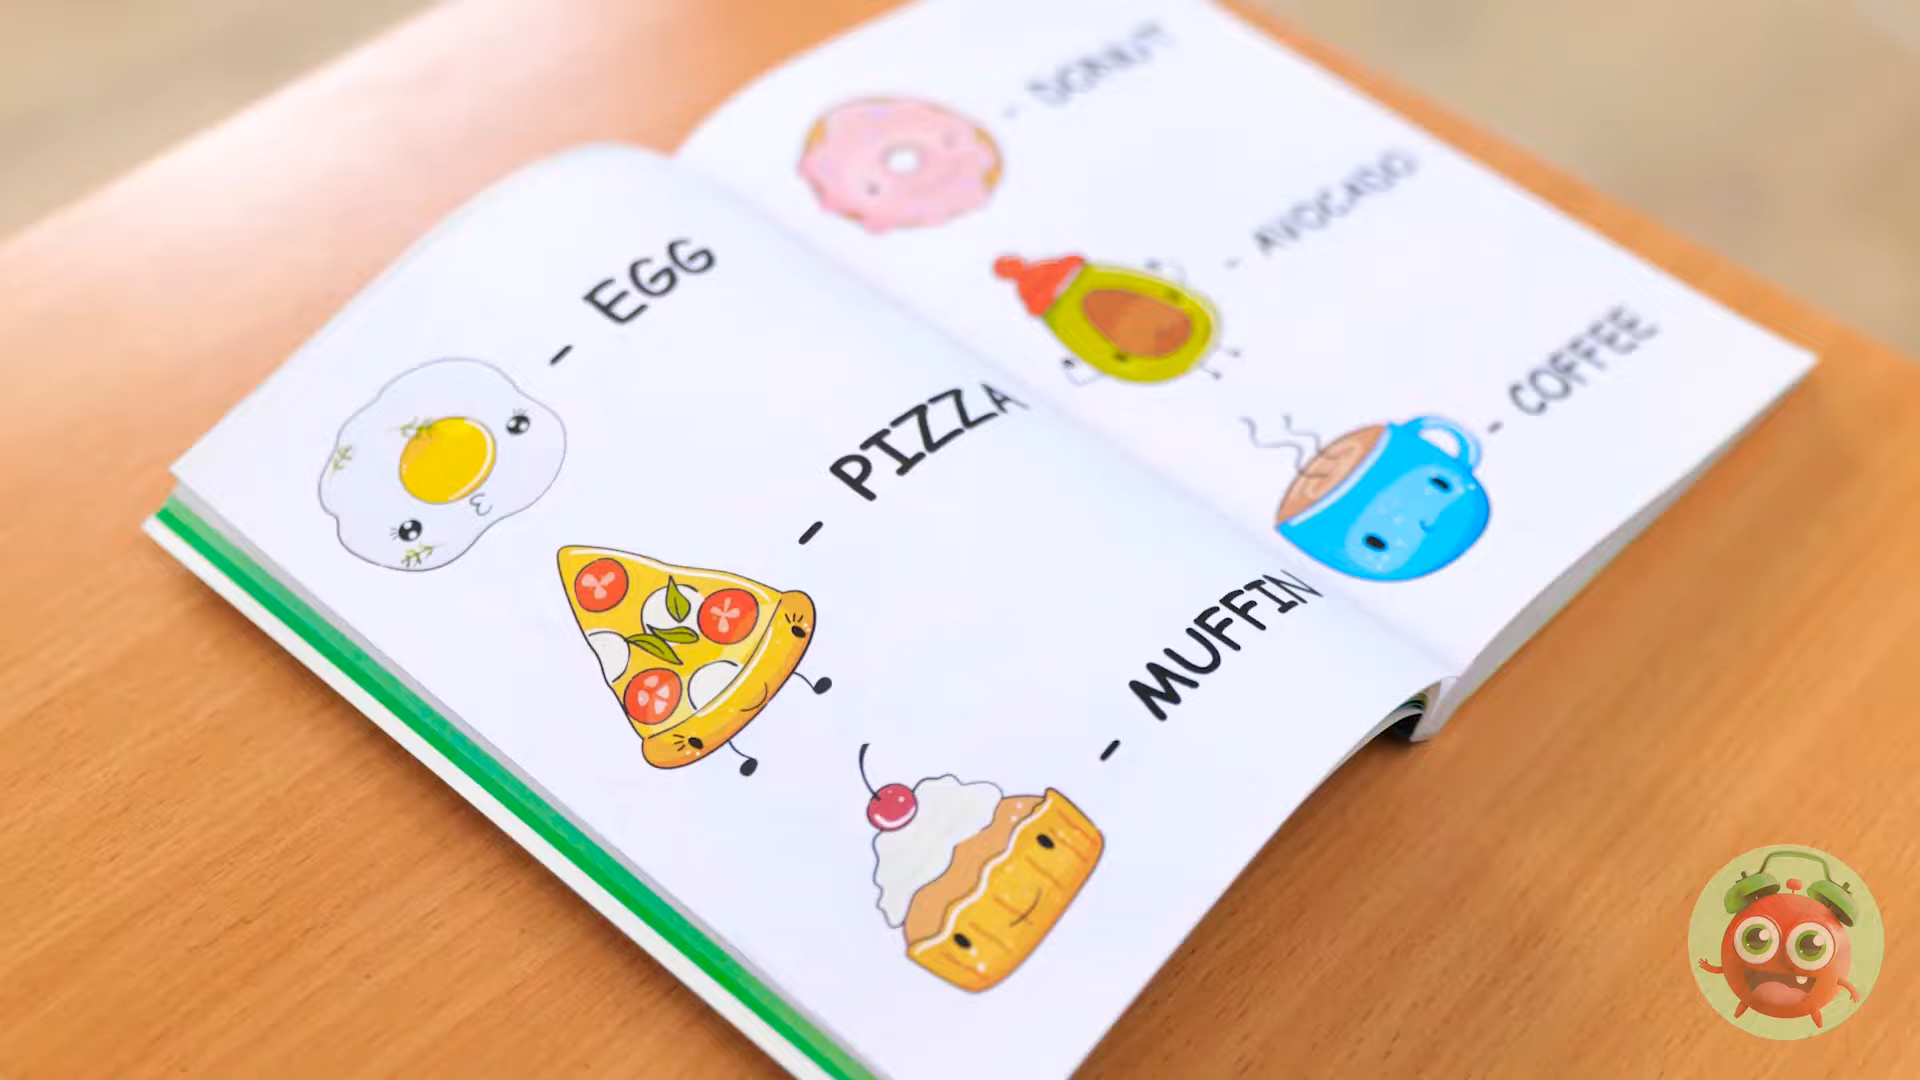 - EGG
- PIZZA
- MUFFIN
- DONUT
- AVOCADO
- COFFEE